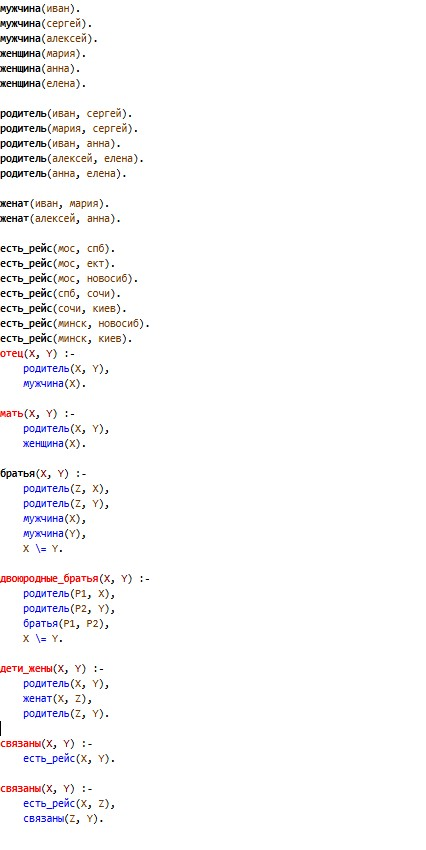 мужчина(иван).
мужчина(сергей).
мужчина(алексей).
женщина(мария).
женщина(анна).
женщина(елена).
родитель(иван, сергей).
родитель(мария, сергей).
родитель(иван, анна).
родитель(алексей, елена).
родитель(анна, елена).
женат(иван, мария).
женат(алексей, анна).
есть_рейс(мос, спб).
есть_рейс(мос, ект).
есть_рейс(мос, новосиб).
есть_рейс(спб, сочи).
есть_рейс(сочи, киев).
есть_рейс(минск, новосиб).
есть_рейс(минск, киев).
отец(X, Y) :-
    родитель(X, Y),
    мужчина(X).
мать(X, Y) :-
    родитель(X, Y),
    женщина(X).
братья(X, Y) :-
    родитель(Z, X),
    родитель(Z, Y),
    мужчина(X),
    мужчина(Y),
    X \= Y.
двоюродные_братья(X, Y) :-
    родитель(P1, X),
    родитель(P2, Y),
    братья(P1, P2),
    X \= Y.
дети_жены(X, Y) :-
    родитель(X, Y),
    женат(X, Z),
    родитель(Z, Y).
связаны(X, Y) :-
    есть_рейс(X, Y).
связаны(X, Y) :-
    есть_рейс(X, Z),
    связаны(Z, Y).